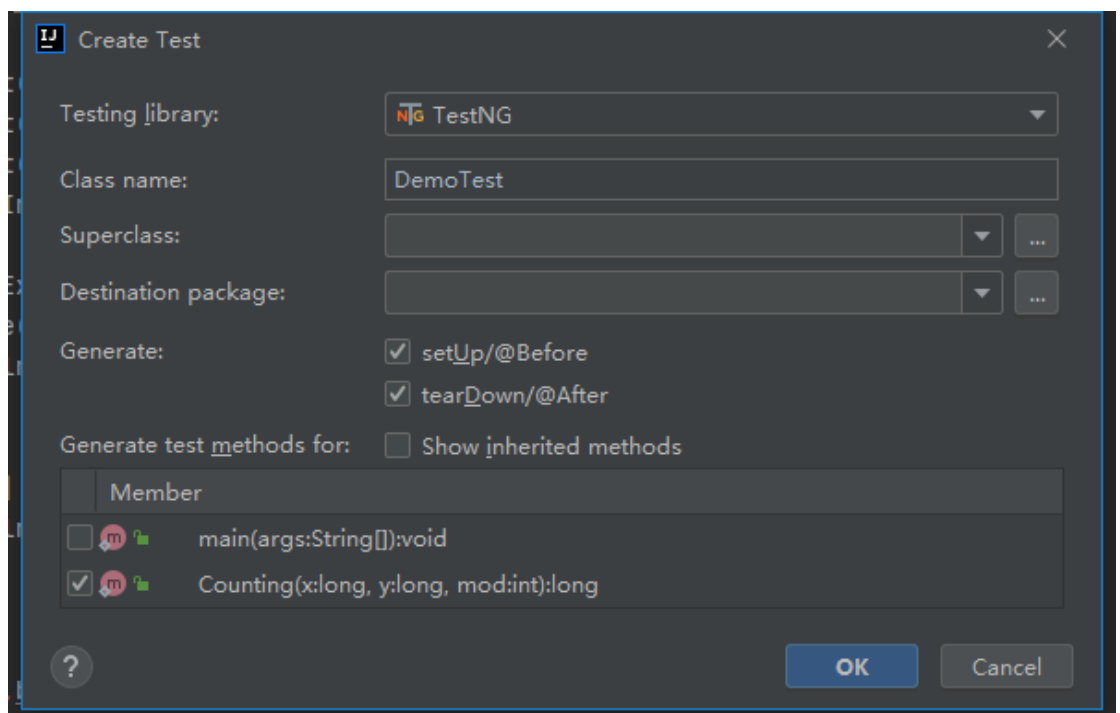 IJ
Create Test
Testing library:
NTG TestNG
Class name:
DemoTest
Superclass:
...
Destination package:
...
Generate:
setUp/@Before
tearDown/@After
Generate test methods for:
Show inherited methods
Member
m main(args:String[]):void
m Counting(x:long, y:long, mod:int):long
?
OK
Cancel